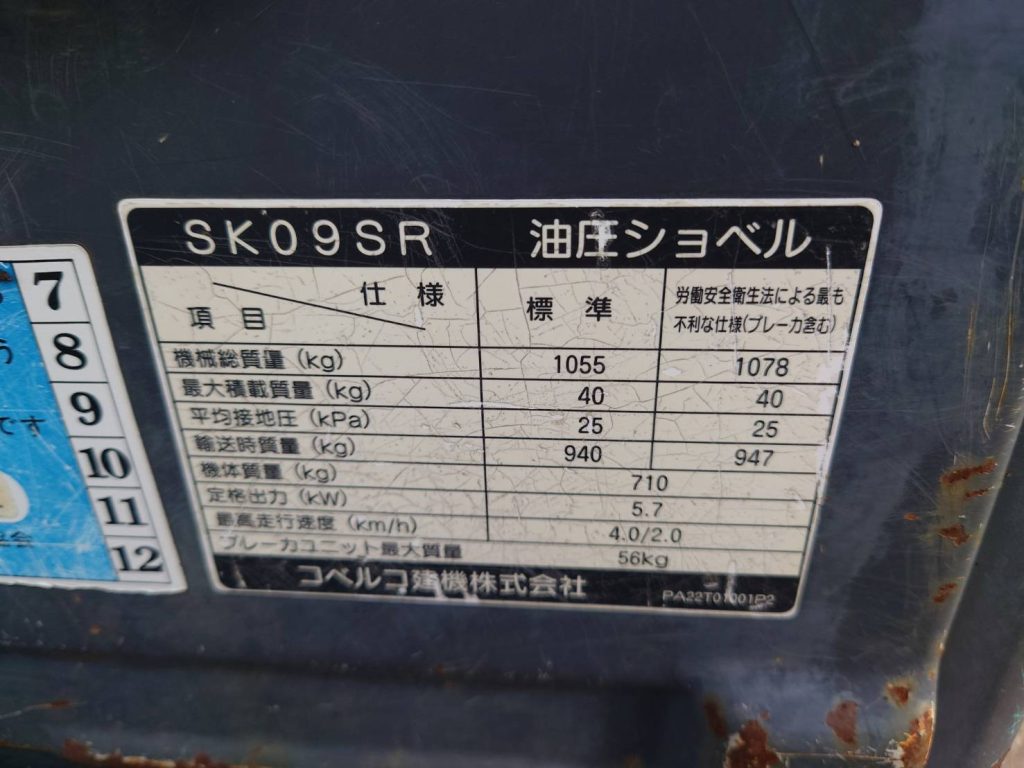 SK09SR 油圧ショベル
仕様 標準 労働安全衛生法による最も
項目 不利な仕様(ブレーカ含む)
機械総質量(kg) 1055 1078
最大積載質量(kg) 40 40
平均接地圧(kPa) 25 25
輸送時質量(kg) 940 947
機体質量(kg) 710
定格出力(kW) 5.7
最高走行速度(km/h) 4.0/2.0
ブレーカユニット最大質量 56kg
コベルコ建機株式会社 PA22T01001P2
7
う
8
9
です
10
11
12